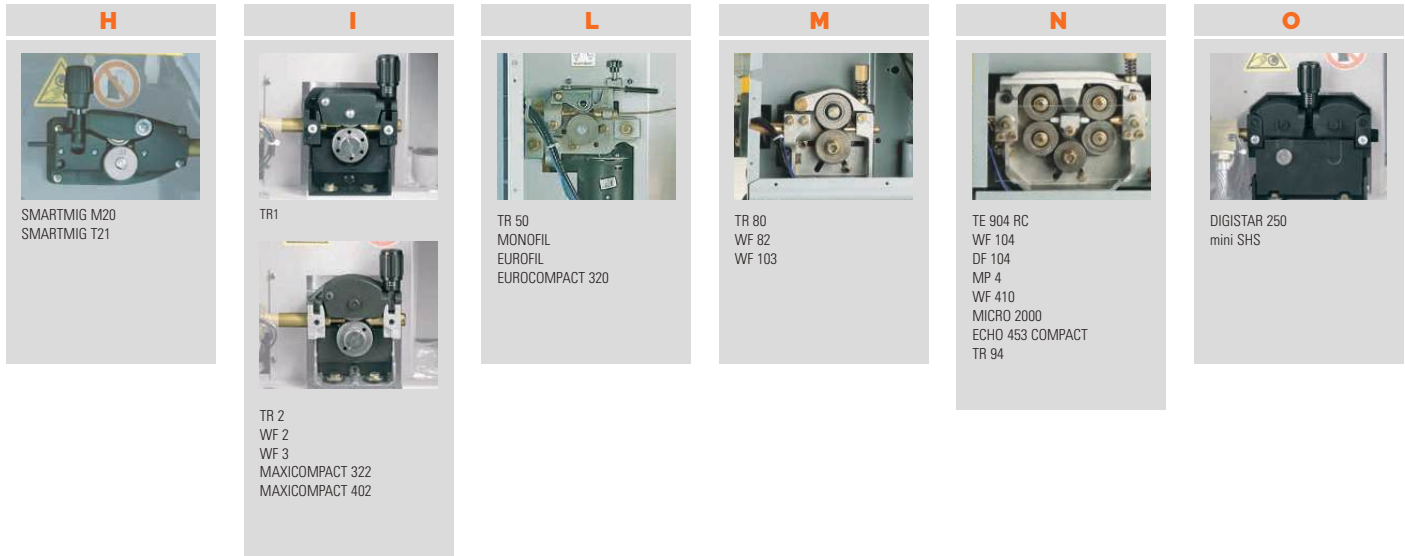 H
SMARTMIG M20
SMARTMIG T21
I
TR1
TR 2
WF 2
WF 3
MAXICOMPACT 322
MAXICOMPACT 402
L
TR 50
MONOFIL
EUROFIL
EUROCOMPACT 320
M
TR 80
WF 82
WF 103
N
TE 904 RC
WF 104
DF 104
MP 4
WF 410
MICRO 2000
ECHO 453 COMPACT
TR 94
O
DIGISTAR 250
mini SHS